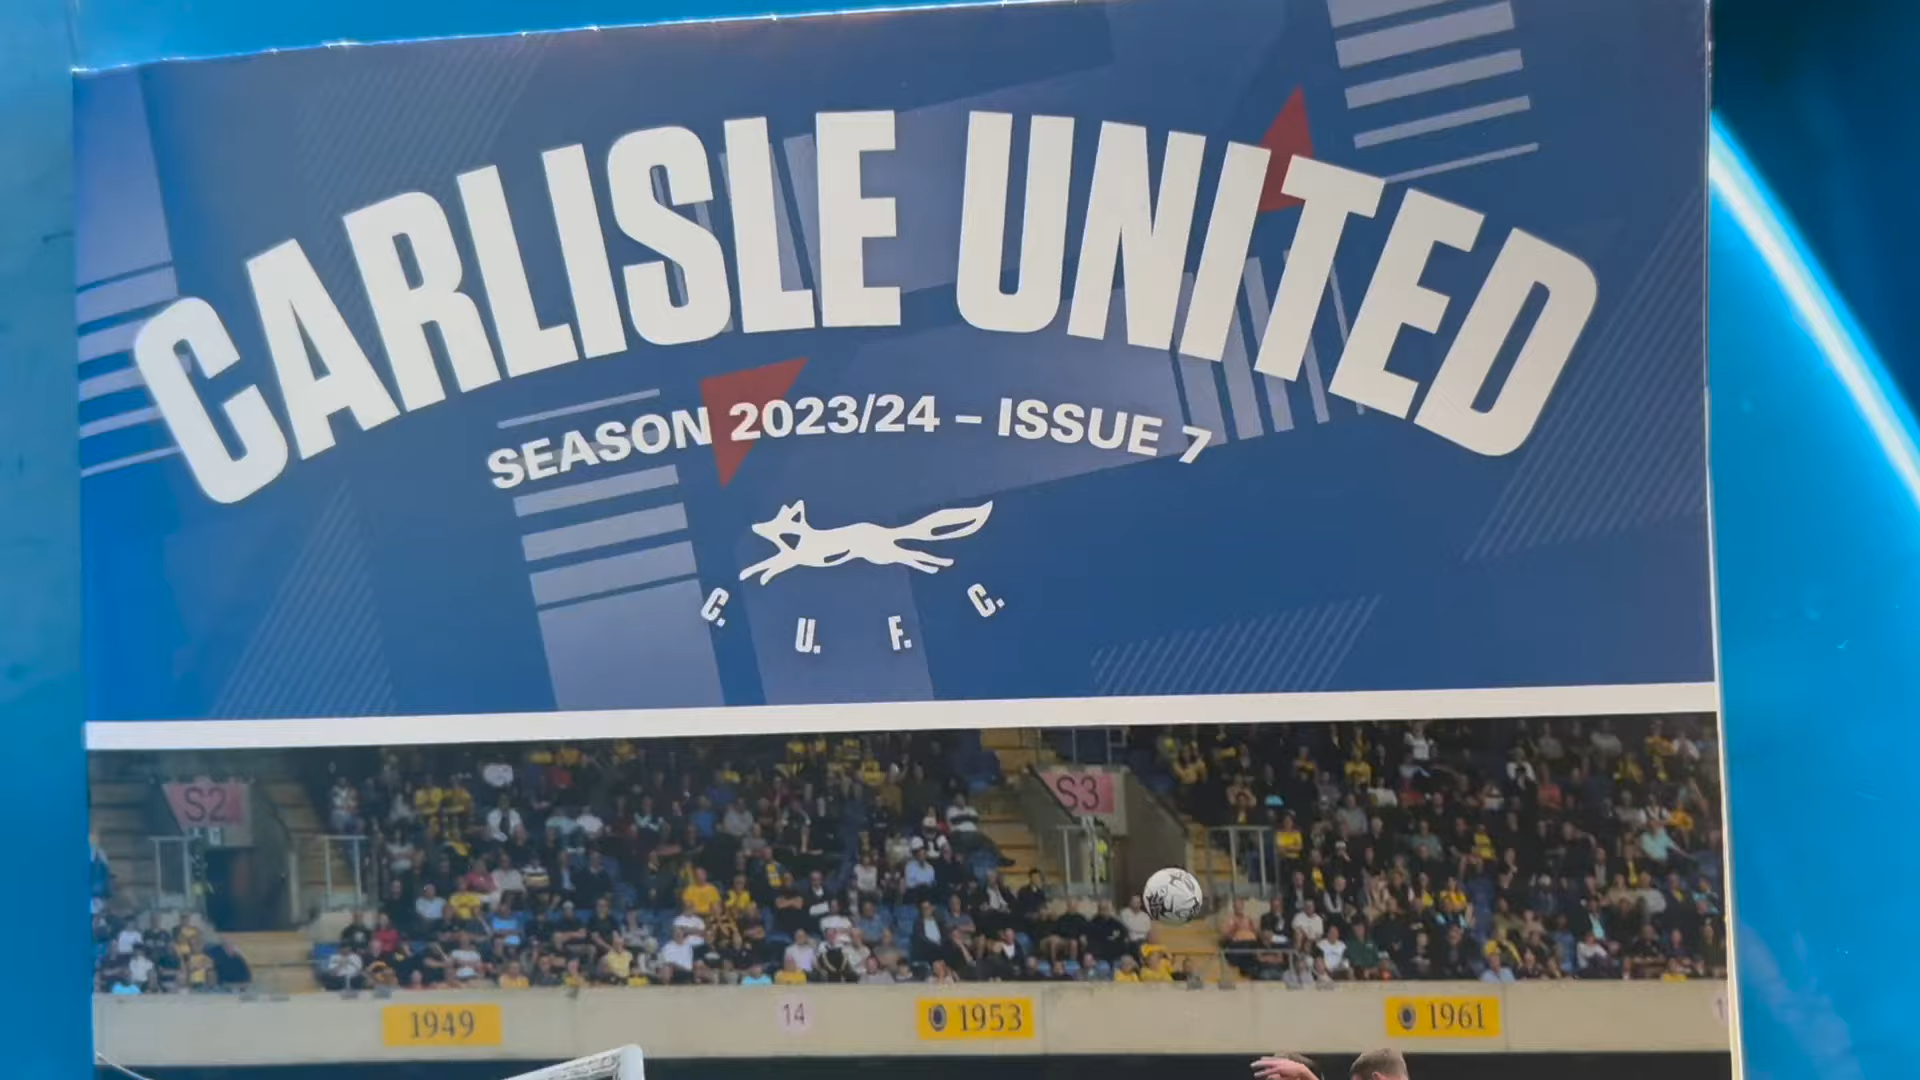 CARLISLE UNITED
SEASON 2023/24 – ISSUE 7
C. U. F. C.
S2
S3
1949
14
1953
1961